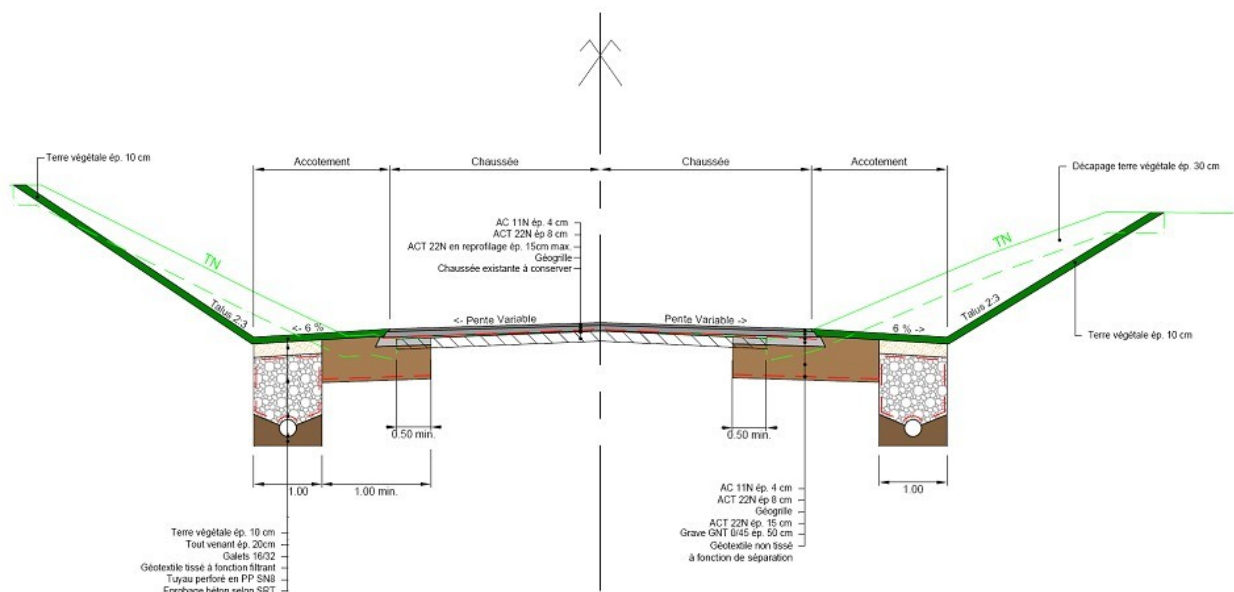 Terre végétale ép. 10 cm
Accotement
Chaussée
Chaussée
Accotement
Décapage terre végétale ép. 30 cm
AC 11N ép. 4 cm
ACT 22N ép 8 cm
ACT 22N en reprofilage ép. 15cm max.
Géogrille
Chaussée existante à conserver
TN
TN
Talus 2:3
<- 6 %
<- Pente Variable
Pente Variable ->
6 % ->
Talus 2:3
Terre végétale ép. 10 cm
0.50 min.
0.50 min.
1.00
1.00 min.
1.00
Terre végétale ép. 10 cm
Tout venant ép. 20cm
Galets 16/32
Géotextile tissé à fonction filtrant
Tuyau perforé en PP SN8
Enrobage béton selon SRT
AC 11N ép. 4 cm
ACT 22N ép 8 cm
Géogrille
ACT 22N ép. 15 cm
Grave GNT 0/45 ép. 50 cm
Géotextile non tissé
à fonction de séparation